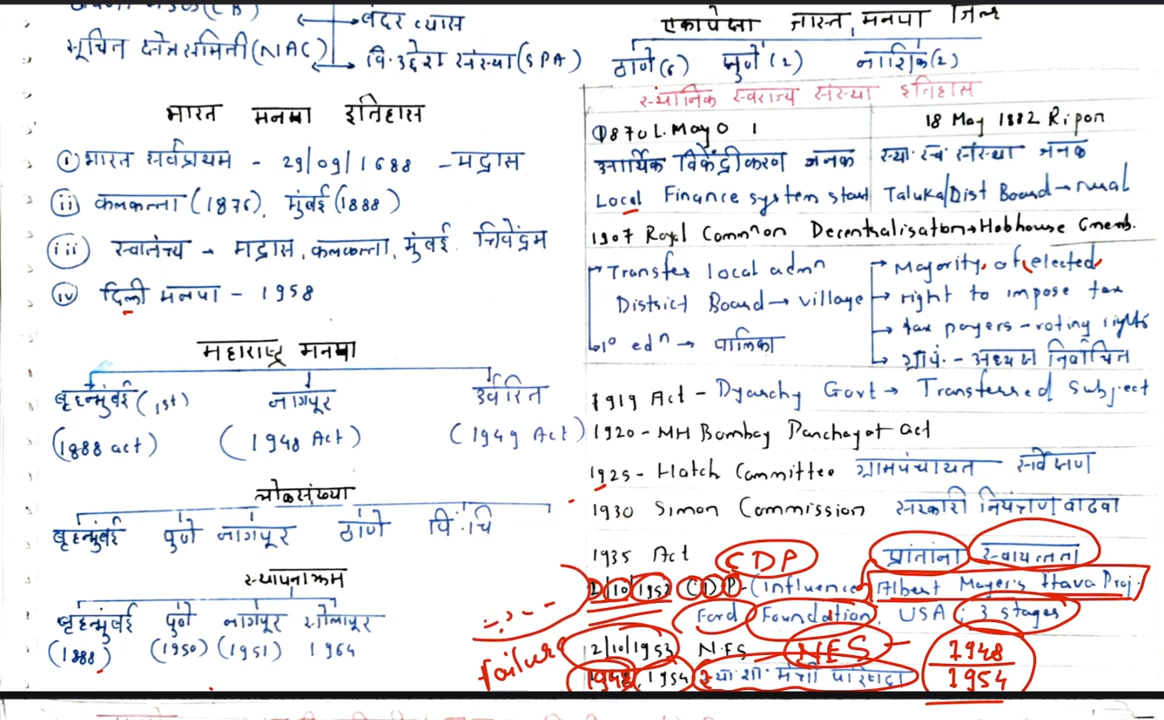 सूचित क्षेत्र समिती (NAC)
बंदर न्यास
वि. उद्देश संस्था (SPA)
भारत मनपा इतिहास
i) भारत सर्वप्रथम - 29/09/1688 - मद्रास
ii) कलकत्ता (1876), मुंबई (1888)
iii) स्वातंत्र्य - मद्रास, कलकत्ता, मुंबई, त्रिवेंद्रम
iv) दिल्ली मनपा - 1958
महाराष्ट्र मनपा
बृहन्मुंबई (1st) नागपूर उर्वरित
(1888 act) (1948 Act) (1949 Act)
लोकसंख्या
बृहन्मुंबई पुणे नागपूर ठाणे पिं.चिं
स्थापनाक्रम
बृहन्मुंबई पुणे नागपूर सोलापूर
(1888) (1950) (1951) 1964
एकापेक्षा जास्त मनपा जिल्हे
ठाणे (6) पुणे (2) नाशिक (2)
स्थानिक स्वराज्य संस्था इतिहास
1870 L. Mayo 18 May 1882 Ripon
आर्थिक विकेंद्रीकरण जनक स्था. स्व. संस्था जनक
Local Finance system start Taluka/Dist Board → rural
1907 Royal Common Decentralisation → Hobhouse
Transfer local admn
District Board → village
1° edn → पालिका
Majority of elected
right to impose tax
tax payers - voting rights
ग्रापं. - अध्यक्ष निर्वाचित
1919 Act - Dyarchy Govt → Transferred Subject
1920 - MH Bombay Panchayat act
1925 - Hatch Committee ग्रामपंचायत सर्वेक्षण
1930 Simon Commission सरकारी नियंत्रण वाढवा
1935 Act CDP प्रांतांना स्वायत्तता
2/10/1952 CDP - (Influence) Albert Mayer's Itava Proj.
Ford Foundation, USA, 3 stages
failure 2/10/1953 NES NES 1948
1948, 1954 स्था. शा. मंत्री परिषद 1954